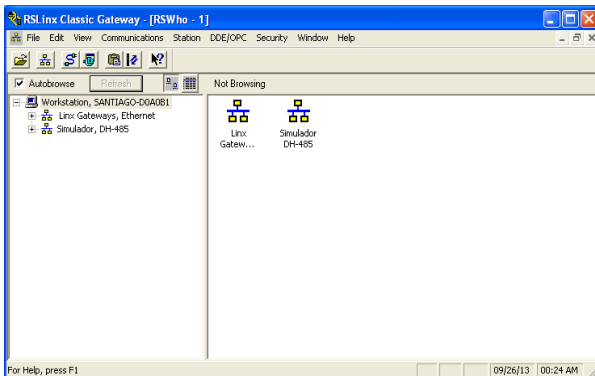 RSLinx Classic Gateway - [RSWho - 1]
File Edit View Communications Station DDE/OPC Security Window Help
Autobrowse Refresh Not Browsing
Workstation, SANTIAGO-D0A0B1
Linx Gateways, Ethernet
Simulador, DH-485
Linx
Gatew...
Simulador
DH-485
For Help, press F1 09/26/13 00:24 AM